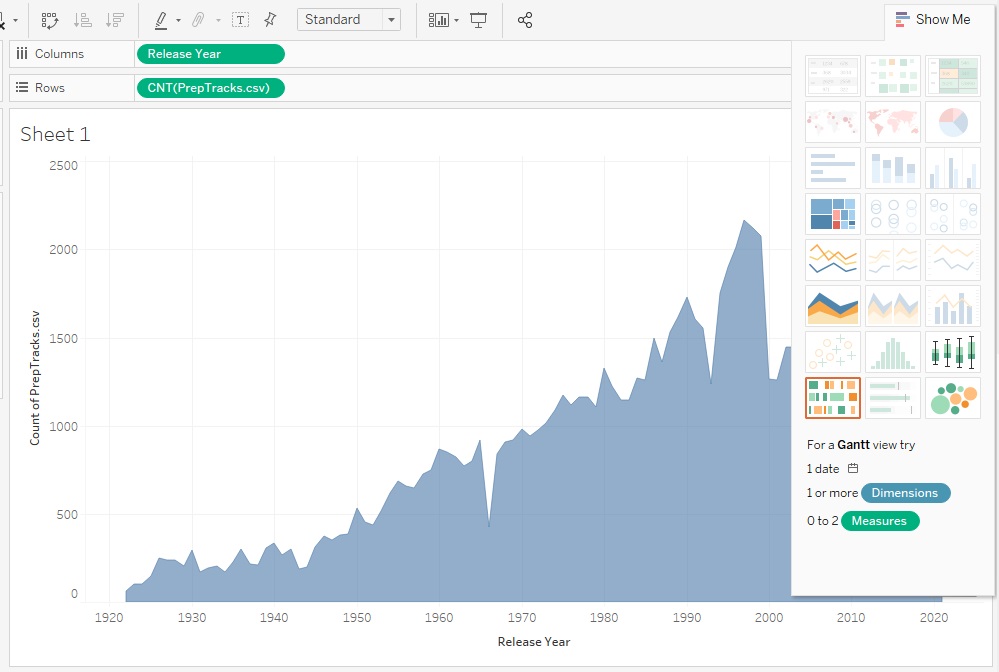 Standard
Show Me
Columns
Release Year
Rows
CNT(PrepTracks.csv)
Sheet 1
2500
2000
1500
1000
500
0
Count of PrepTracks.csv
1920 1930 1940 1950 1960 1970 1980 1990 2000 2010 2020
Release Year
For a Gantt view try
1 date
1 or more Dimensions
0 to 2 Measures